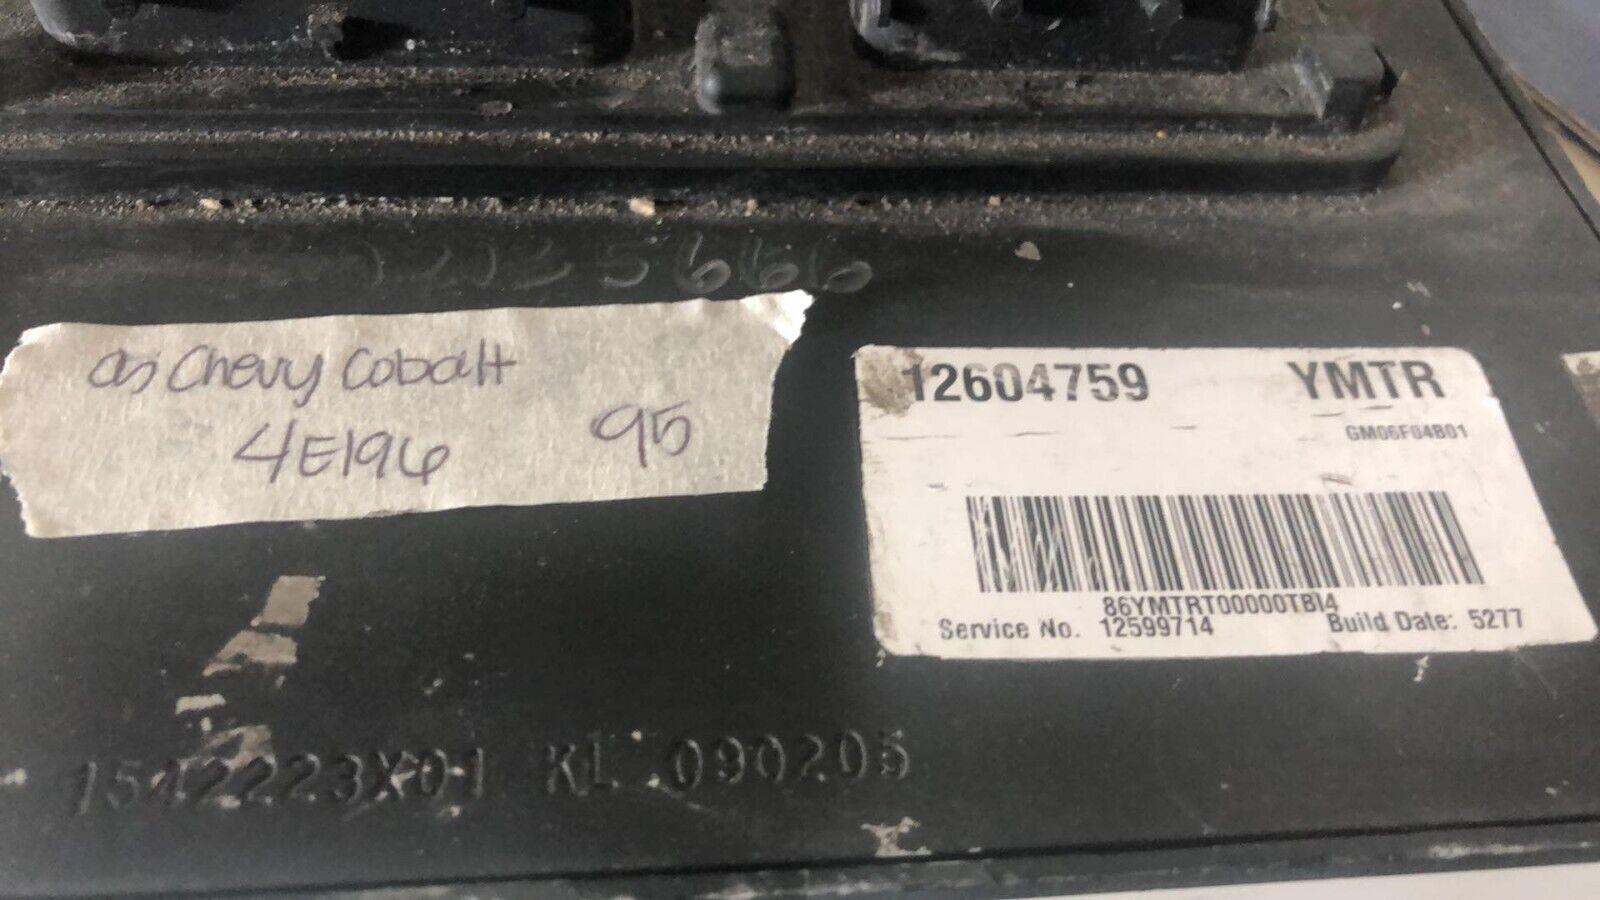 05 Chevy Cobalt
4E196 95
12604759 YMTR
GM06F04B01
86YMTRT00000TBI4
Service No. 12599714 Build Date: 5277
1542223X01 KL 090205